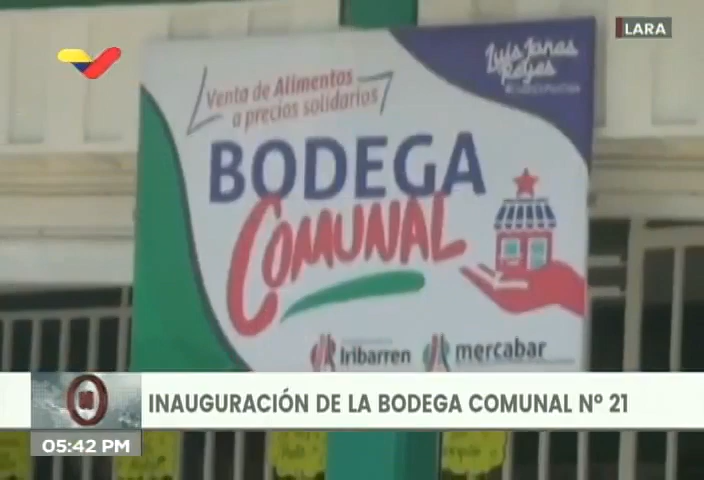 LARA
Luis Jonás
Reyes
Venta de Alimentos
a precios solidarios
BODEGA
COMUNAL
Iribarren
mercabar
INAUGURACIÓN DE LA BODEGA COMUNAL Nº 21
05:42 PM